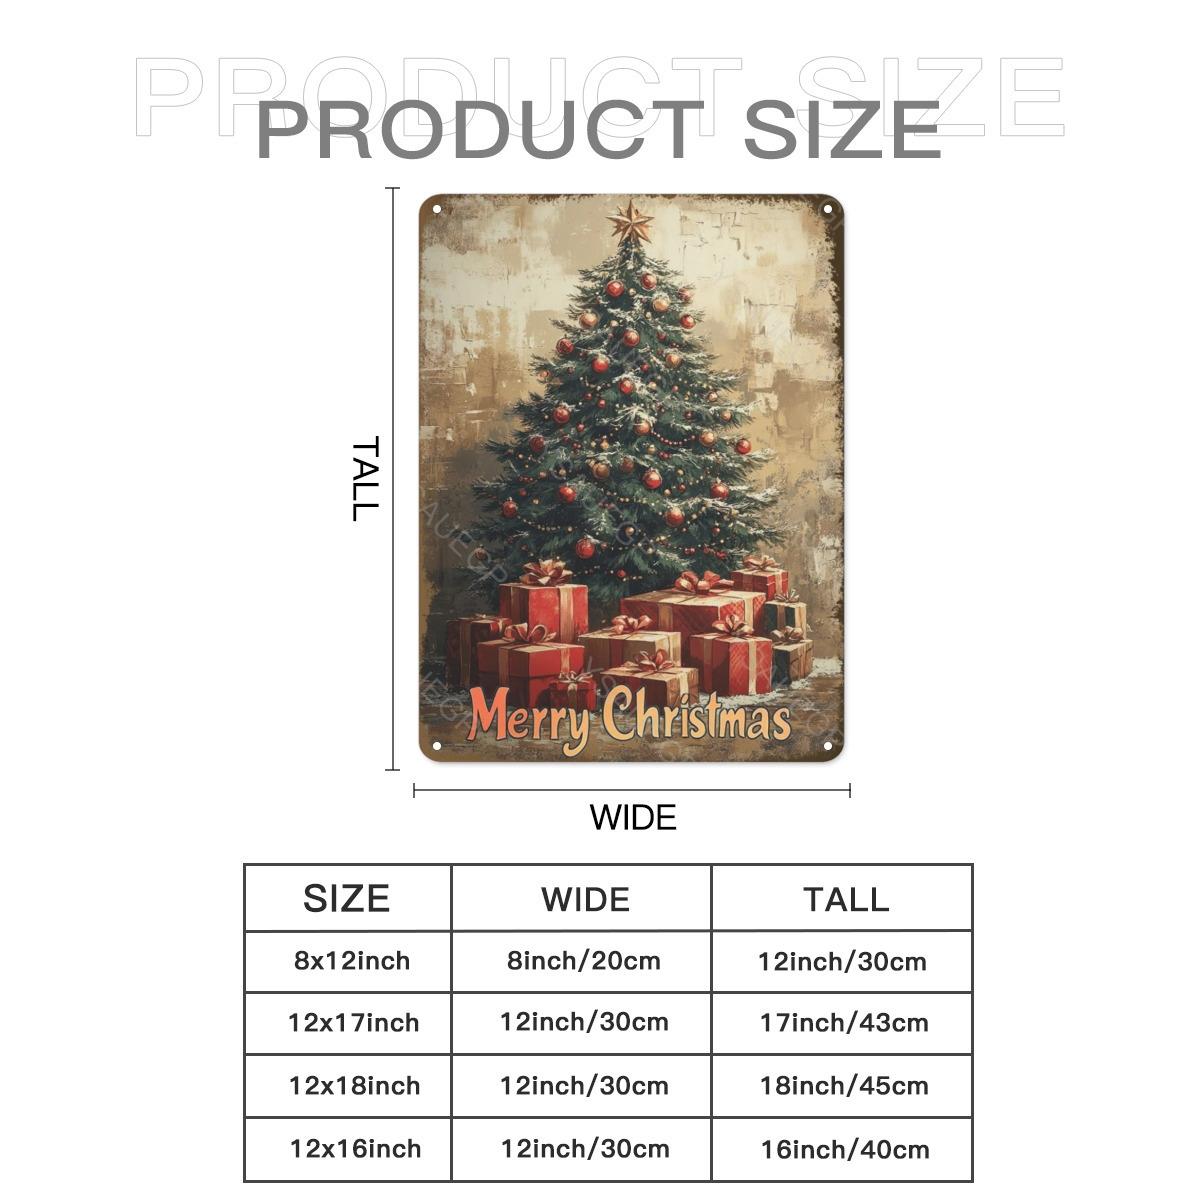 PRODUCT SIZE
PRODUCT SIZE
TALL
Merry Christmas
WIDE
SIZE WIDE TALL
8x12inch 8inch/20cm 12inch/30cm
12x17inch 12inch/30cm 17inch/43cm
12x18inch 12inch/30cm 18inch/45cm
12x16inch 12inch/30cm 16inch/40cm